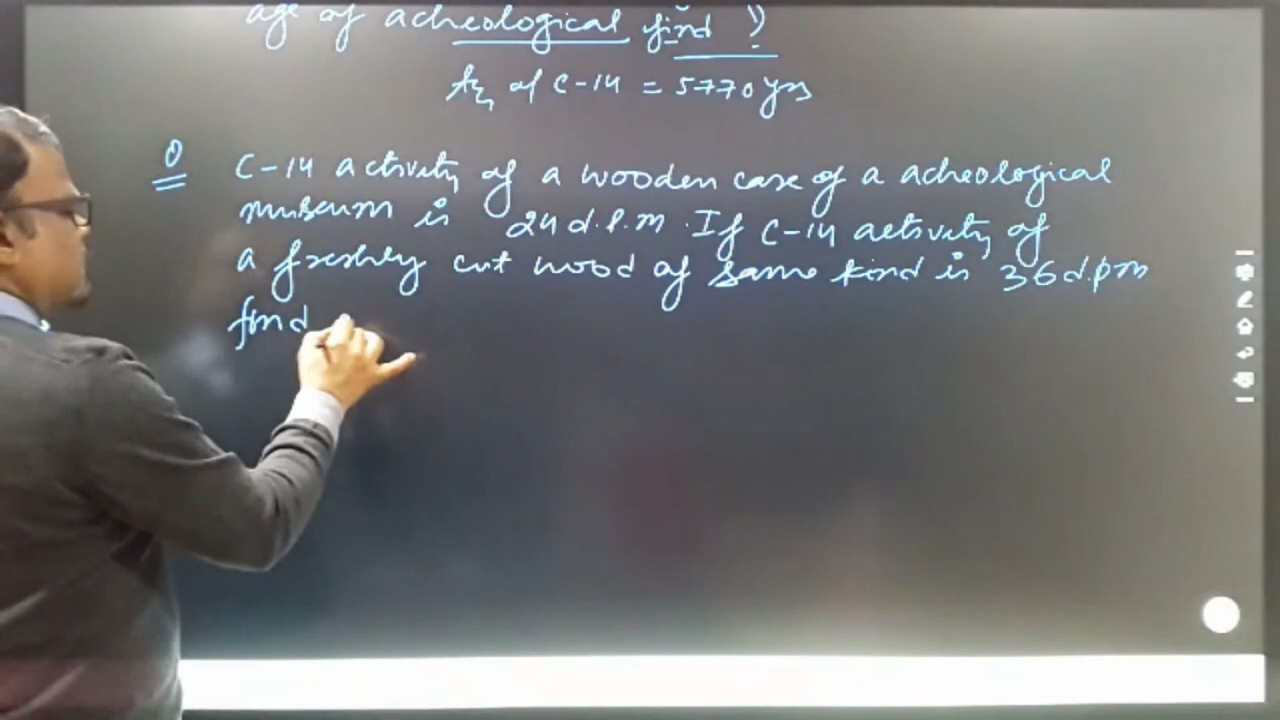 age of acheological find ?
t½ of C-14 = 5770 yrs
Q C-14 activity of a wooden case of a acheological
museum is 24 d.p.m. If C-14 activity of
a freshly cut wood of same kind is 36 d.p.m
find